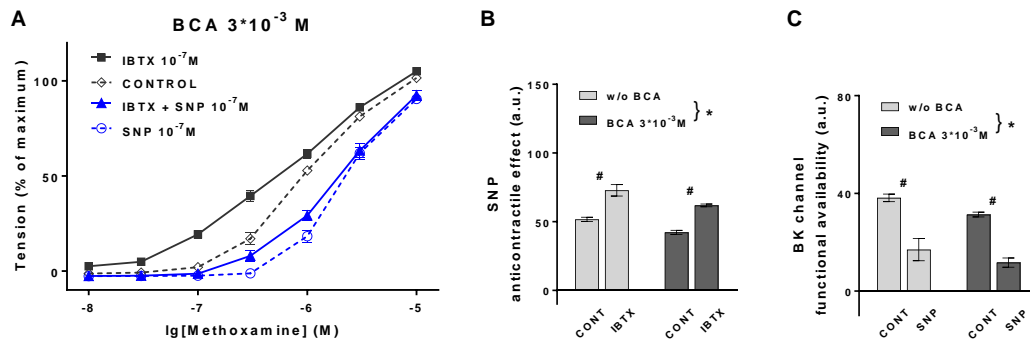 A
BCA 3*10⁻³ M
IBTX 10⁻⁷M
CONTROL
IBTX + SNP 10⁻⁷M
SNP 10⁻⁷M
Tension (% of maximum)
100
50
0
-8
-7
-6
-5
lg[Methoxamine] (M)
B
w/o BCA
BCA 3*10⁻³M
} *
SNP
anticontractile effect (a.u.)
150
100
50
0
#
#
CONT
IBTX
CONT
IBTX
C
w/o BCA
BCA 3*10⁻³M
} *
BK channel
functional availability (a.u.)
80
40
0
#
#
CONT
SNP
CONT
SNP